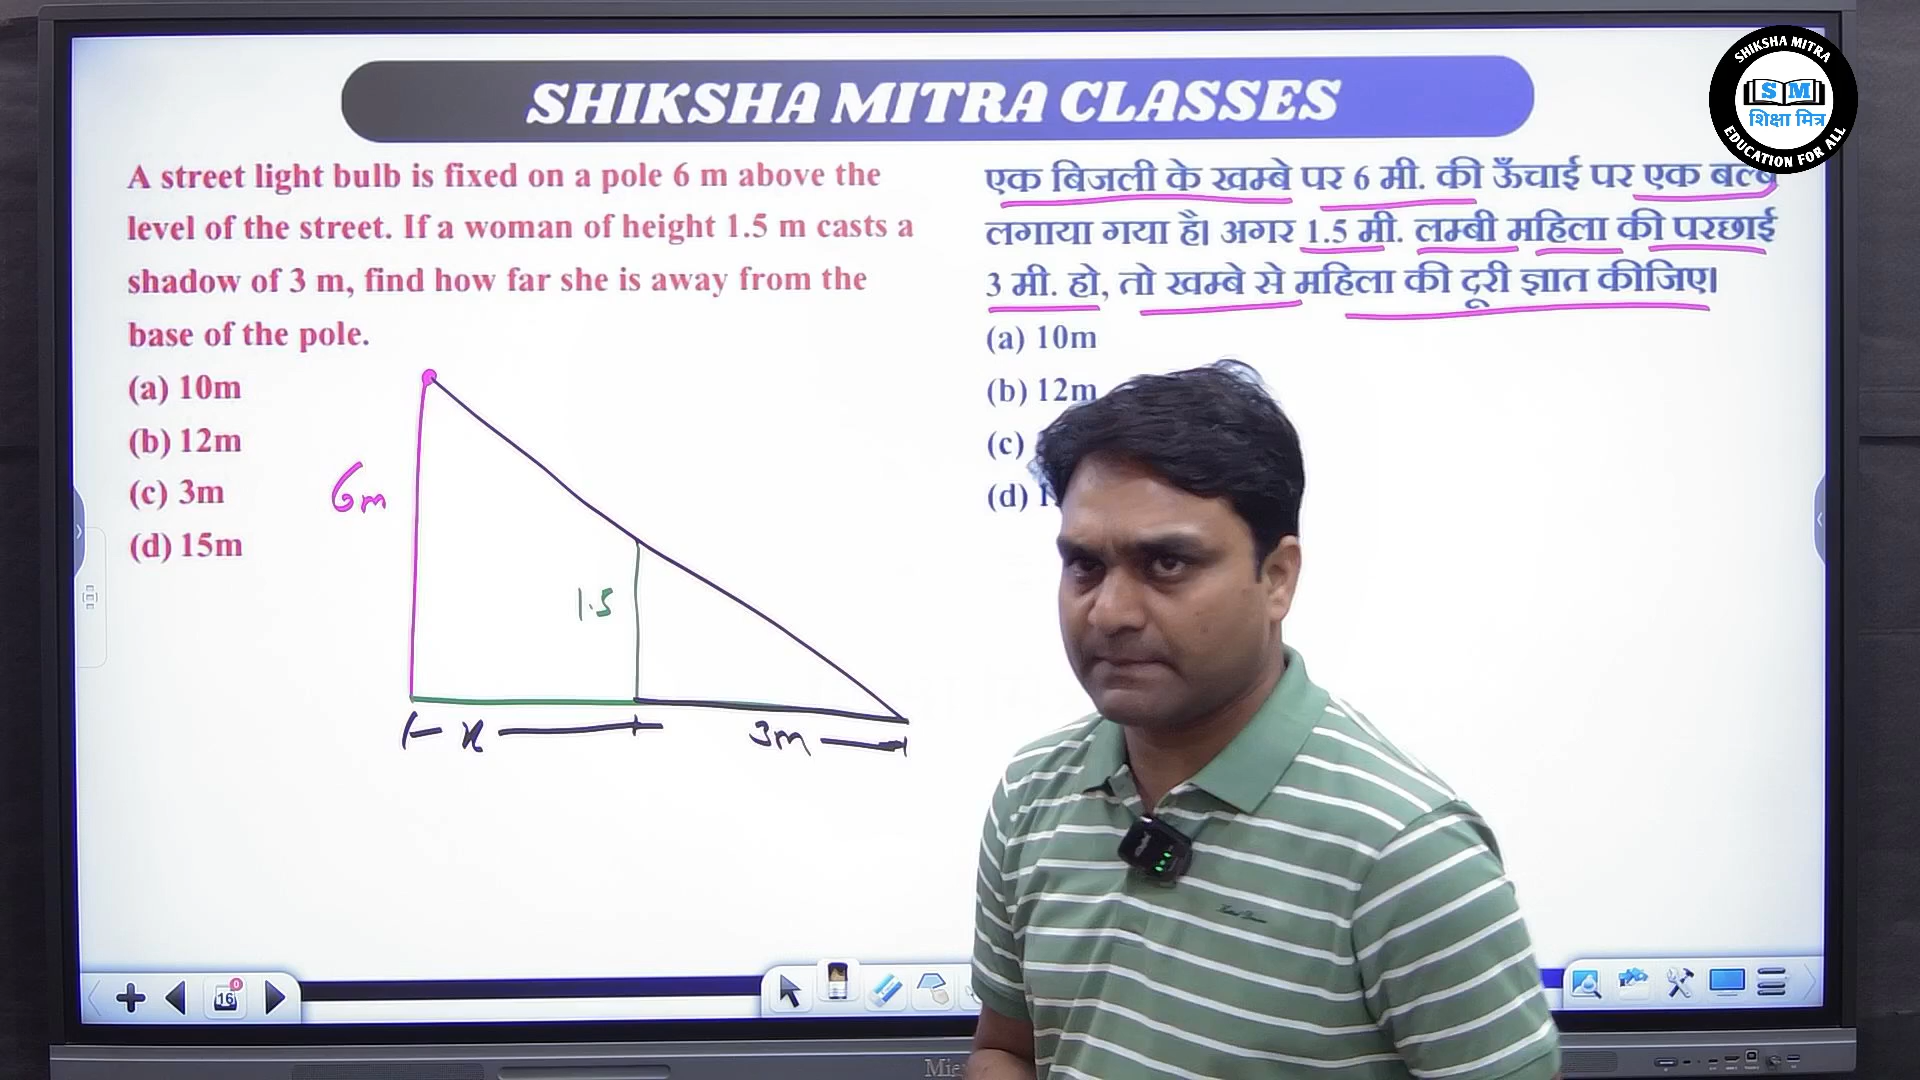 SHIKSHA MITRA CLASSES
SHIKSHA MITRA
SM
शिक्षा मित्र
EDUCATION FOR ALL
A street light bulb is fixed on a pole 6 m above the
level of the street. If a woman of height 1.5 m casts a
shadow of 3 m, find how far she is away from the
base of the pole.
(a) 10m
(b) 12m
(c) 3m
(d) 15m
एक बिजली के खम्बे पर 6 मी. की ऊँचाई पर एक बल्ब
लगाया गया है। अगर 1.5 मी. लम्बी महिला की परछाई
3 मी. हो, तो खम्बे से महिला की दूरी ज्ञात कीजिए।
(a) 10m
(b) 12m
(c)
(d)
6m
1.5
x
3m
16
0